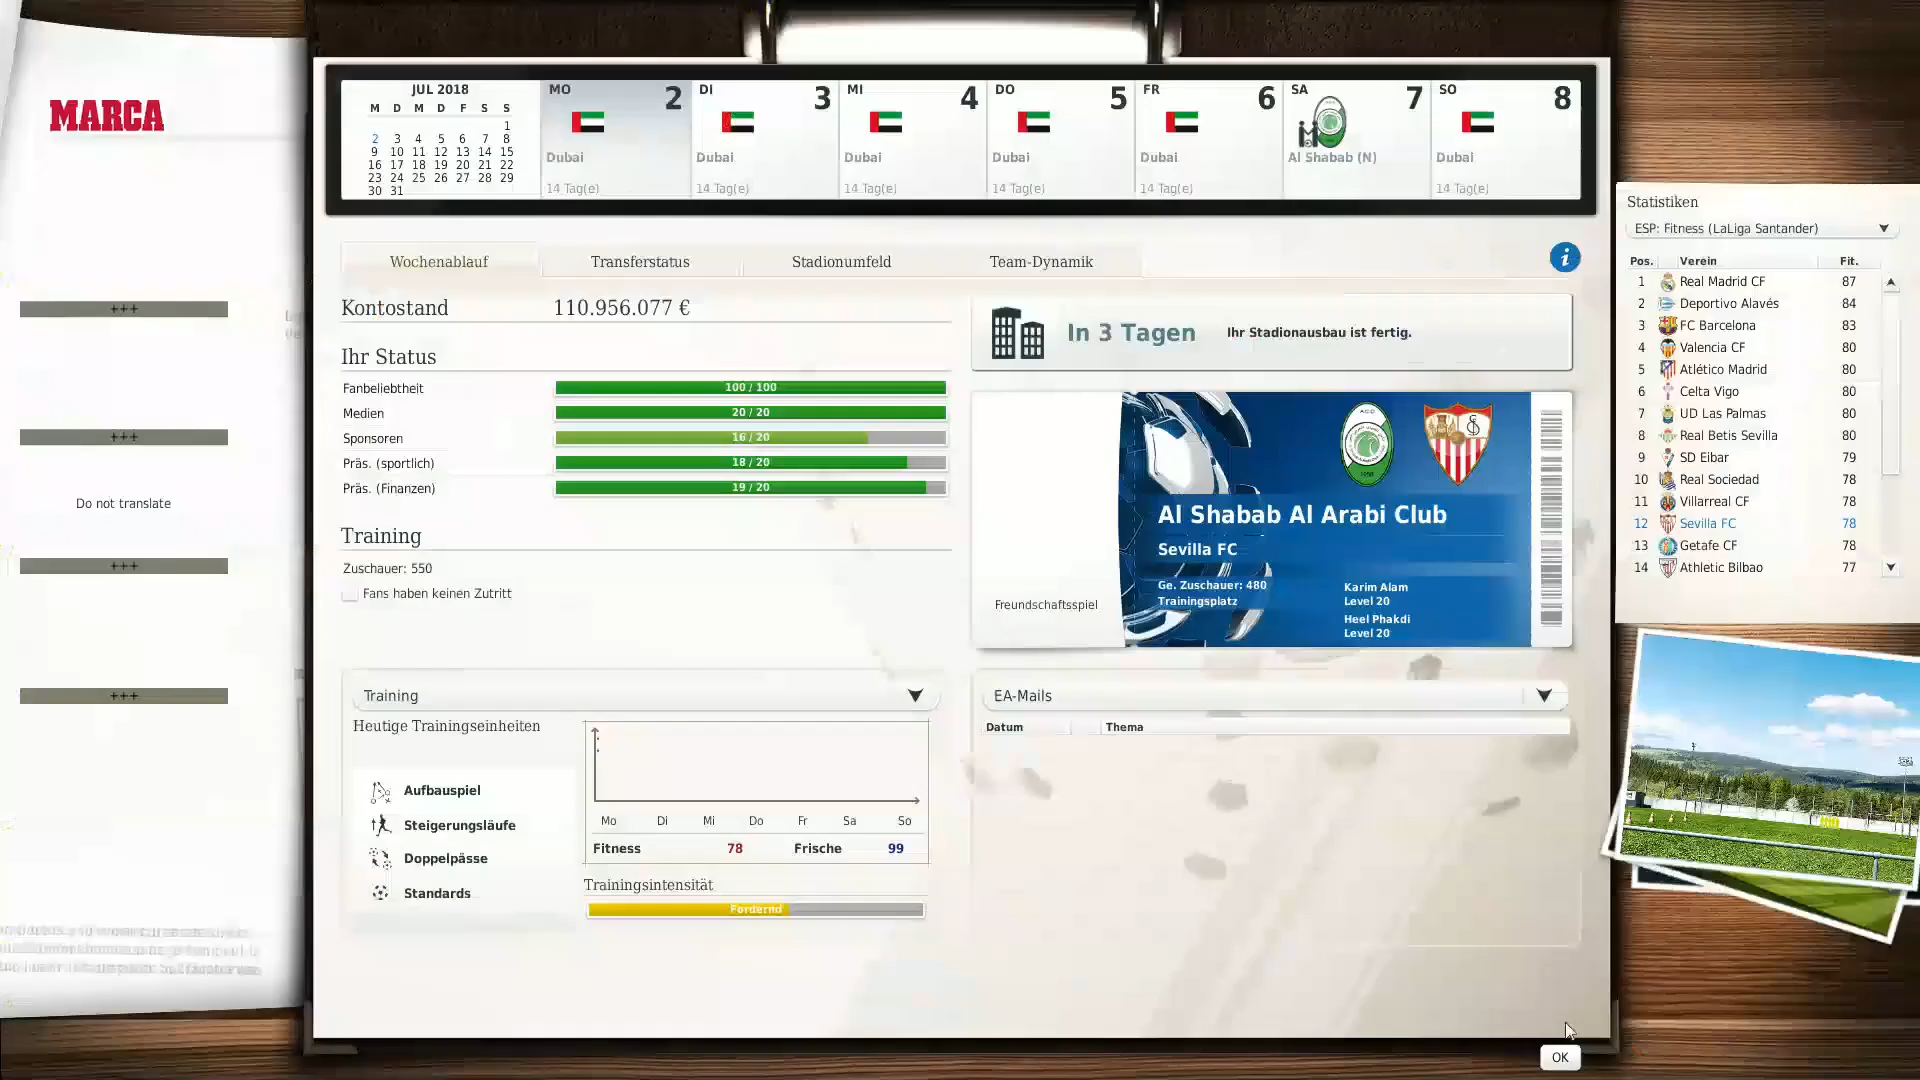 MARCA
+++
+++
Do not translate
+++
+++
JUL 2018
M D M D F S S
1
2 3 4 5 6 7 8
9 10 11 12 13 14 15
16 17 18 19 20 21 22
23 24 25 26 27 28 29
30 31
MO 2
Dubai
14 Tag(e)
DI 3
Dubai
14 Tag(e)
MI 4
Dubai
14 Tag(e)
DO 5
Dubai
14 Tag(e)
FR 6
Dubai
14 Tag(e)
SA 7
Al Shabab (N)
SO 8
Dubai
14 Tag(e)
Wochenablauf Transferstatus Stadionumfeld Team-Dynamik
i
Kontostand 110.956.077 €
Ihr Status
Fanbeliebtheit 100 / 100
Medien 20 / 20
Sponsoren 16 / 20
Präs. (sportlich) 18 / 20
Präs. (Finanzen) 19 / 20
Training
Zuschauer: 550
Fans haben keinen Zutritt
In 3 Tagen Ihr Stadionausbau ist fertig.
Freundschaftsspiel
Al Shabab Al Arabi Club
Sevilla FC
Ge. Zuschauer: 480
Trainingsplatz
Karim Alam
Level 20
Heel Phakdi
Level 20
Training
Heutige Trainingseinheiten
Aufbauspiel
Steigerungsläufe
Doppelpässe
Standards
Mo Di Mi Do Fr Sa So
Fitness 78 Frische 99
Trainingsintensität
Fordernd
EA-Mails
Datum Thema
Statistiken
ESP: Fitness (LaLiga Santander)
Pos. Verein Fit.
1 Real Madrid CF 87
2 Deportivo Alavés 84
3 FC Barcelona 83
4 Valencia CF 80
5 Atlético Madrid 80
6 Celta Vigo 80
7 UD Las Palmas 80
8 Real Betis Sevilla 80
9 SD Eibar 79
10 Real Sociedad 78
11 Villarreal CF 78
12 Sevilla FC 78
13 Getafe CF 78
14 Athletic Bilbao 77
OK